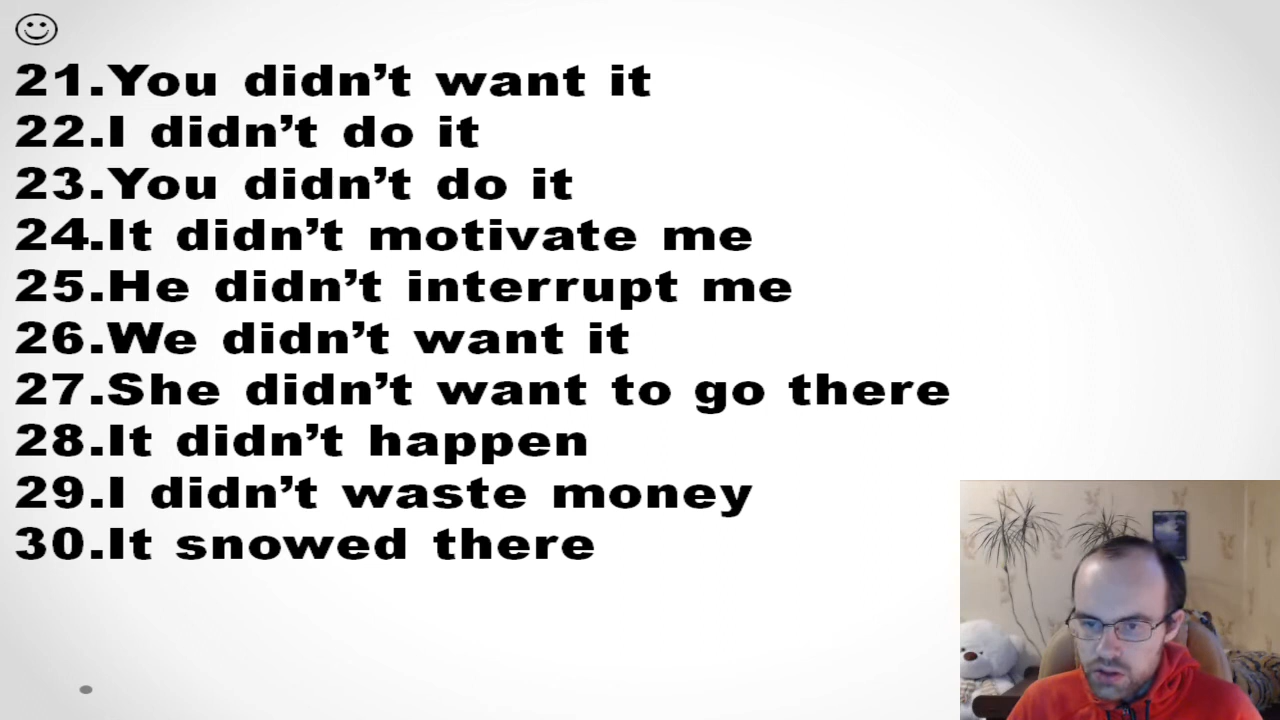 21.You didn’t want it
22.I didn’t do it
23.You didn’t do it
24.It didn’t motivate me
25.He didn’t interrupt me
26.We didn’t want it
27.She didn’t want to go there
28.It didn’t happen
29.I didn’t waste money
30.It snowed there